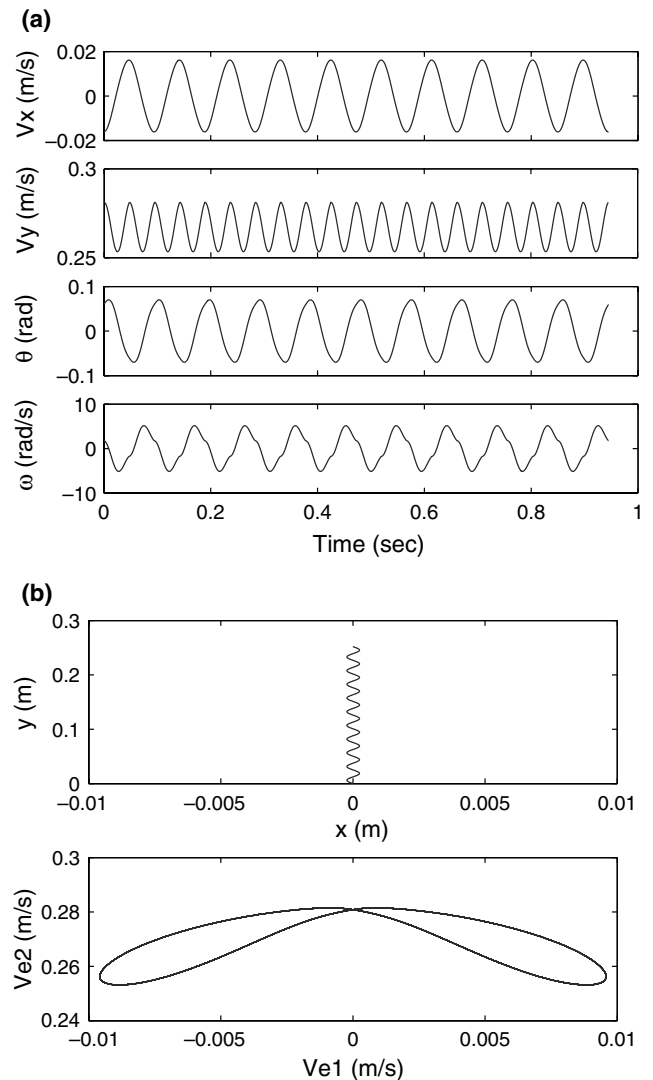 (a)
0.02
0
−0.02
Vx (m/s)
0.3
0.25
Vy (m/s)
0.1
0
−0.1
θ (rad)
10
0
−10
ω (rad/s)
0 0.2 0.4 0.6 0.8 1
Time (sec)
(b)
0.3
0.2
0.1
0
y (m)
−0.01 −0.005 0 0.005 0.01
x (m)
0.3
0.28
0.26
0.24
Ve2 (m/s)
−0.01 −0.005 0 0.005 0.01
Ve1 (m/s)